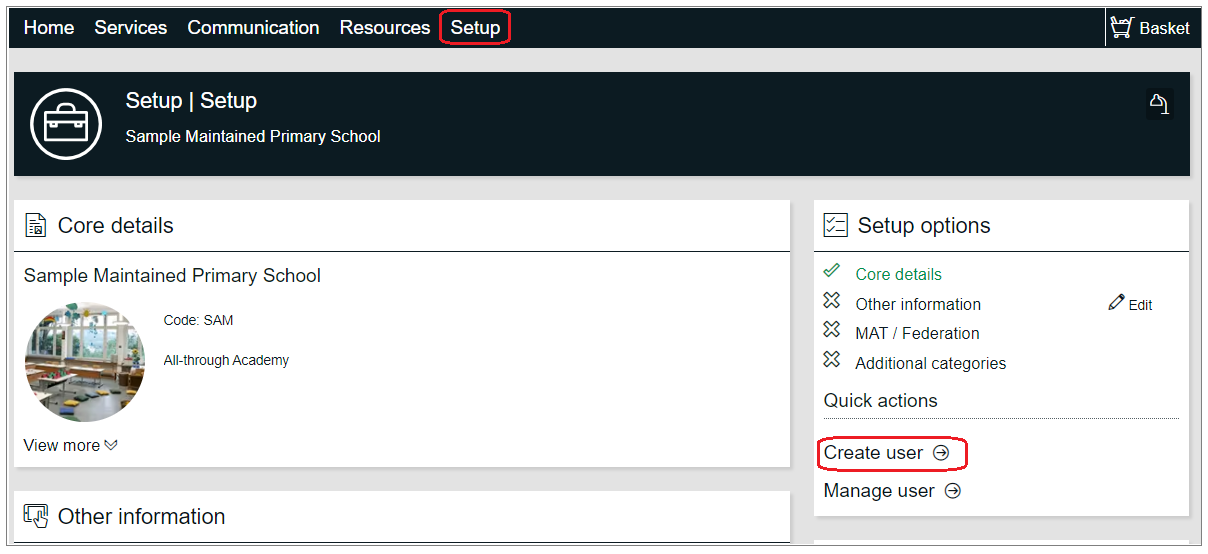 Home Services Communication Resources Setup Basket
Setup | Setup
Sample Maintained Primary School
Core details
Sample Maintained Primary School
Code: SAM
All-through Academy
View more
Other information
Setup options
Core details
Other information Edit
MAT / Federation
Additional categories
Quick actions
Create user
Manage user